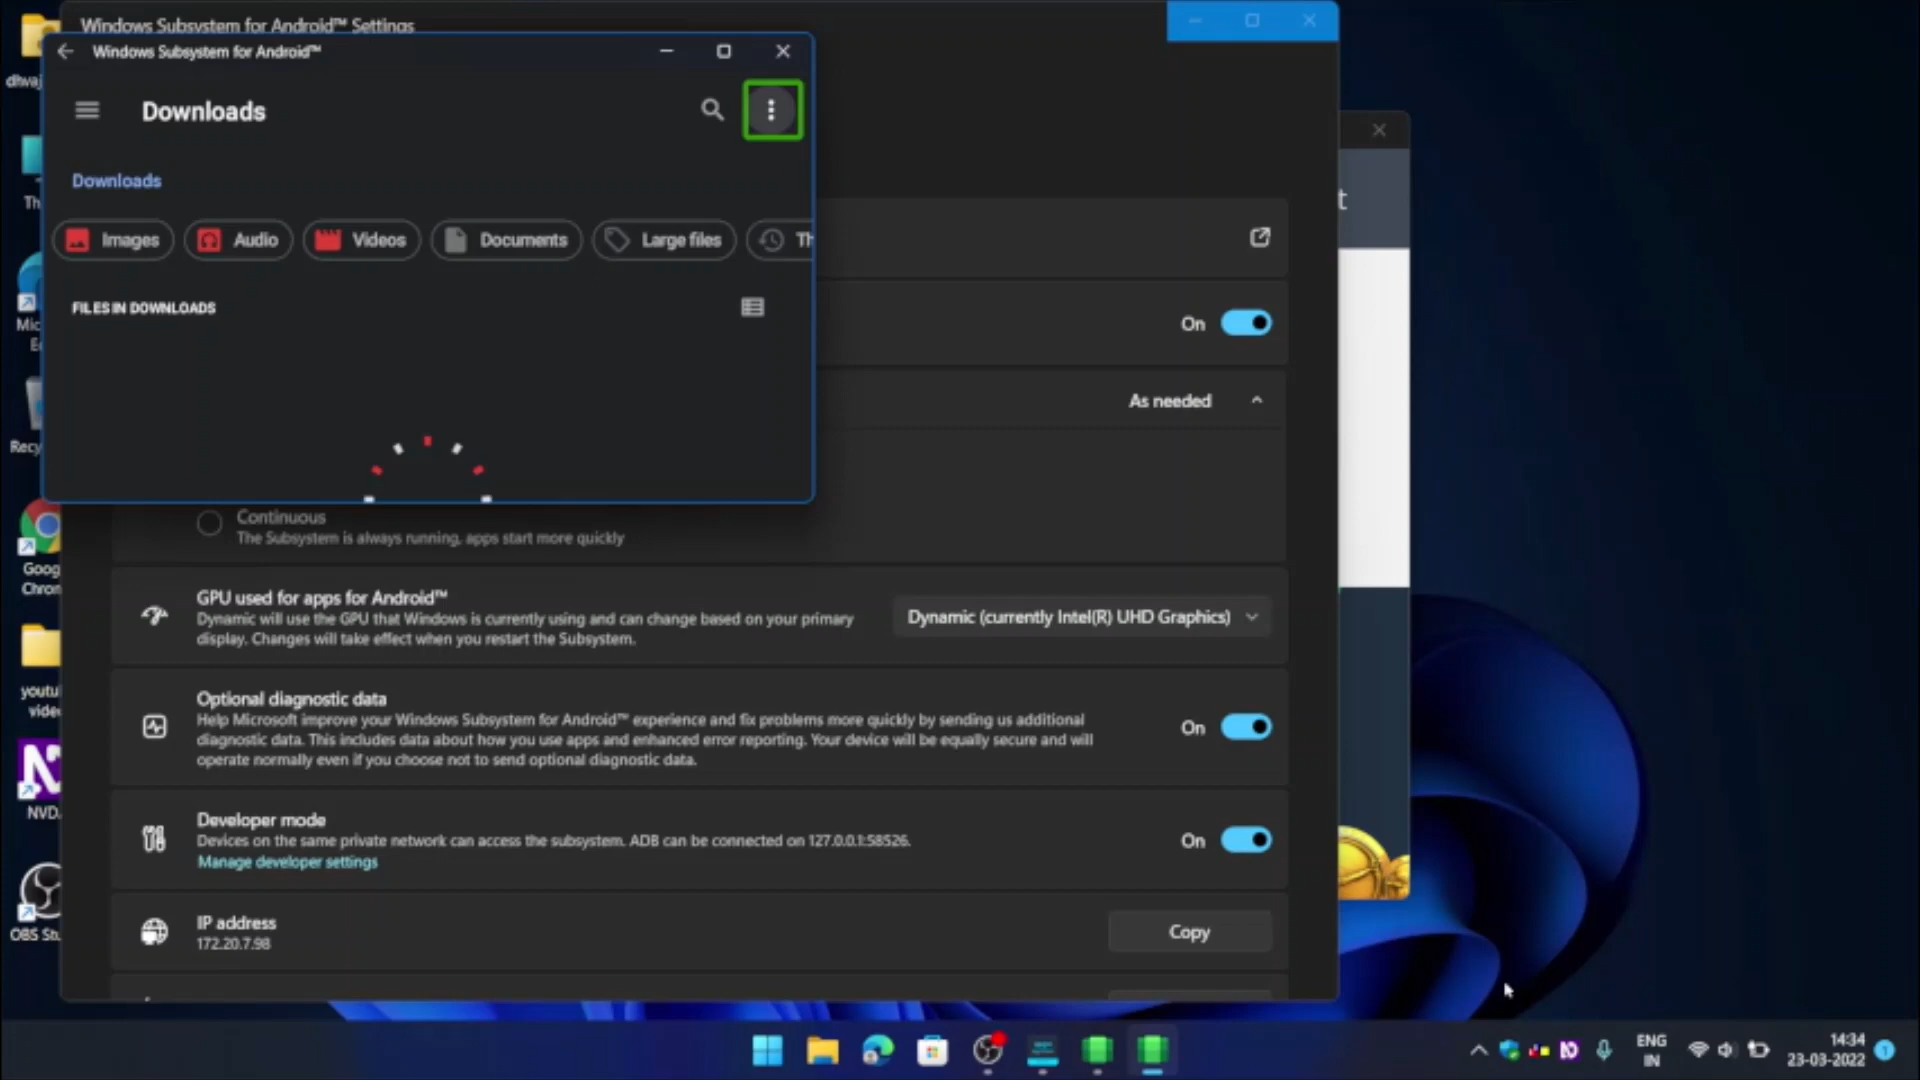 Windows Subsystem for Android™ Settings
Windows Subsystem for Android™
Downloads
Downloads
Images
Audio
Videos
Documents
Large files
Th
FILES IN DOWNLOADS
On
As needed
Continuous
The Subsystem is always running, apps start more quickly
GPU used for apps for Android™
Dynamic will use the GPU that Windows is currently using and can change based on your primary
display. Changes will take effect when you restart the Subsystem.
Dynamic (currently Intel(R) UHD Graphics)
Optional diagnostic data
Help Microsoft improve your Windows Subsystem for Android™ experience and fix problems more quickly by sending us additional
diagnostic data. This includes data about how you use apps and enhanced error reporting. Your device will be equally secure and will
operate normally even if you choose not to send optional diagnostic data.
On
Developer mode
Devices on the same private network can access the subsystem. ADB can be connected on 127.0.0.1:58526.
Manage developer settings
On
IP address
172.20.7.98
Copy
t
dhwaj
Th
Mic
Ed
Recy
Goog
Chron
youtu
video
NVD
OBS Stu
ENG
IN
14:34
23-03-2022
1